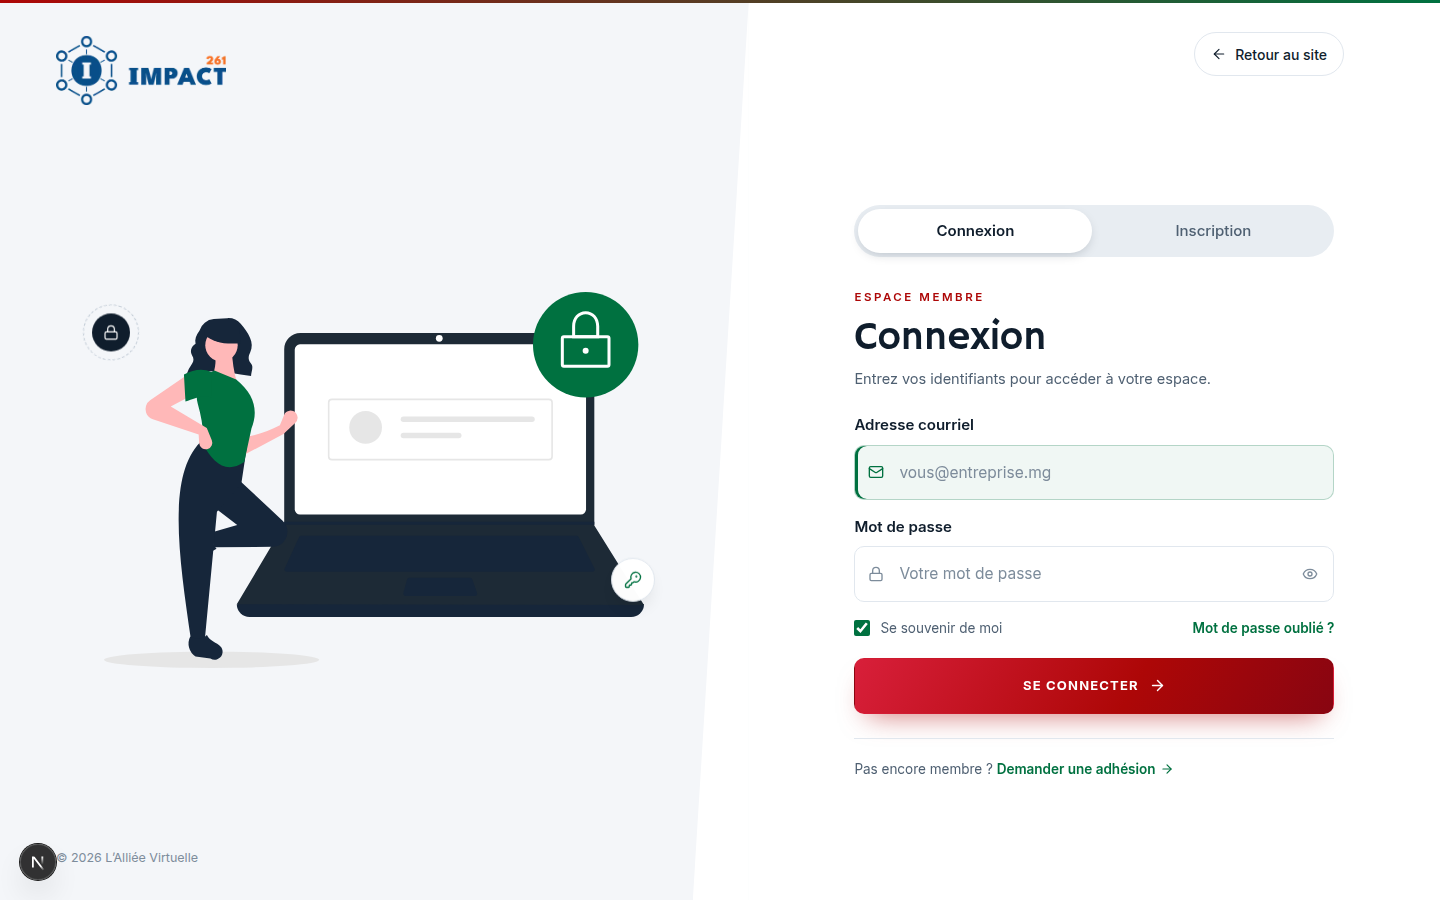 I IMPACT 261
Retour au site
Connexion
Inscription
ESPACE MEMBRE
Connexion
Entrez vos identifiants pour accéder à votre espace.
Adresse courriel
vous@entreprise.mg
Mot de passe
Votre mot de passe
Se souvenir de moi
Mot de passe oublié ?
SE CONNECTER
Pas encore membre ? Demander une adhésion
N
© 2026 L'Alliée Virtuelle